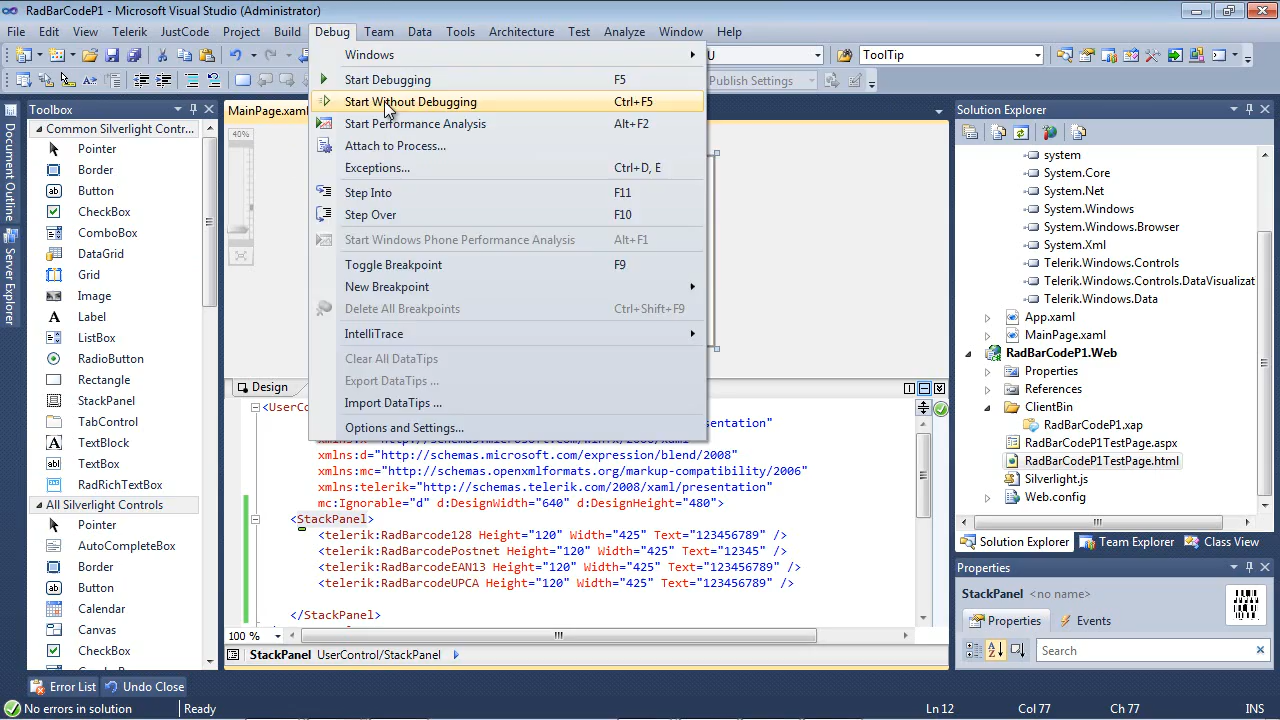 RadBarCodeP1 - Microsoft Visual Studio (Administrator)
File Edit View Telerik JustCode Project Build Debug Team Data Tools Architecture Test Analyze Window Help
U
ToolTip
Publish Settings
Document Outline
Server Explorer
Toolbox
Common Silverlight Contr...
Pointer
Border
Button
CheckBox
ComboBox
DataGrid
Grid
Image
A Label
ListBox
RadioButton
Rectangle
StackPanel
TabControl
TextBlock
TextBox
RadRichTextBox
All Silverlight Controls
Pointer
AutoCompleteBox
Border
Button
Calendar
Canvas
CheckBox
MainPage.xaml
40%
Windows
Start Debugging F5
Start Without Debugging Ctrl+F5
Start Performance Analysis Alt+F2
Attach to Process...
Exceptions... Ctrl+D, E
Step Into F11
Step Over F10
Start Windows Phone Performance Analysis Alt+F1
Toggle Breakpoint F9
New Breakpoint
Delete All Breakpoints Ctrl+Shift+F9
IntelliTrace
Clear All DataTips
Export DataTips ...
Import DataTips ...
Options and Settings...
Design
<UserCo
esentation"
xmlns:d="http://schemas.microsoft.com/expression/blend/2008"
xmlns:mc="http://schemas.openxmlformats.org/markup-compatibility/2006"
xmlns:telerik="http://schemas.telerik.com/2008/xaml/presentation"
mc:Ignorable="d" d:DesignWidth="640" d:DesignHeight="480">
<StackPanel>
<telerik:RadBarcode128 Height="120" Width="425" Text="123456789" />
<telerik:RadBarcodePostnet Height="120" Width="425" Text="12345" />
<telerik:RadBarcodeEAN13 Height="120" Width="425" Text="123456789" />
<telerik:RadBarcodeUPCA Height="120" Width="425" Text="123456789" />
</StackPanel>
100 %
StackPanel UserControl/StackPanel
Solution Explorer
system
System.Core
System.Net
System.Windows
System.Windows.Browser
System.Xml
Telerik.Windows.Controls
Telerik.Windows.Controls.DataVisualizat
Telerik.Windows.Data
App.xaml
MainPage.xaml
RadBarCodeP1.Web
Properties
References
ClientBin
RadBarCodeP1.xap
RadBarCodeP1TestPage.aspx
RadBarCodeP1TestPage.html
Silverlight.js
Web.config
Solution Explorer Team Explorer Class View
Properties
StackPanel <no name>
Properties Events
Search
Error List Undo Close
No errors in solution Ready Ln 12 Col 77 Ch 77 INS